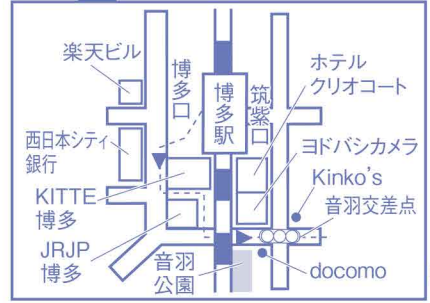 楽天ビル
博多口
博多駅
筑紫口
ホテル
クリオコート
西日本シティ
銀行
ヨドバシカメラ
Kinko's
KITTE
博多
音羽交差点
JRJP
博多
音羽
公園
docomo